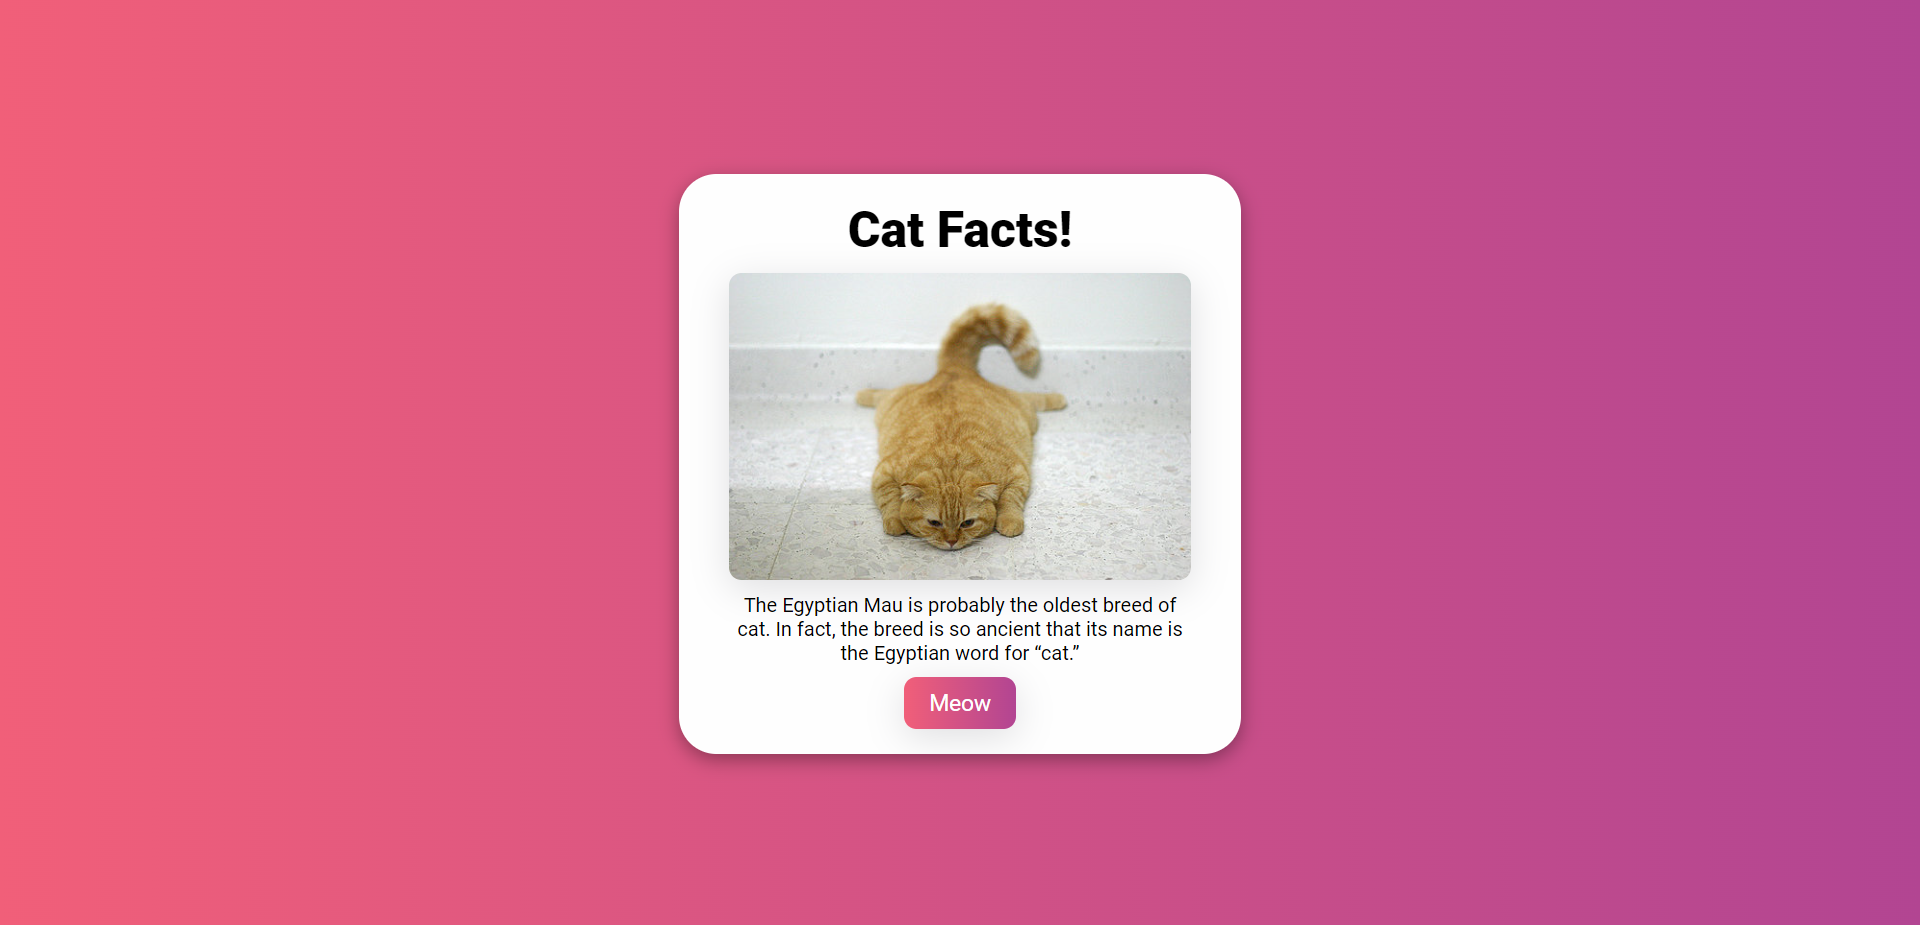 Cat Facts!
The Egyptian Mau is probably the oldest breed of
cat. In fact, the breed is so ancient that its name is
the Egyptian word for “cat.”
Meow